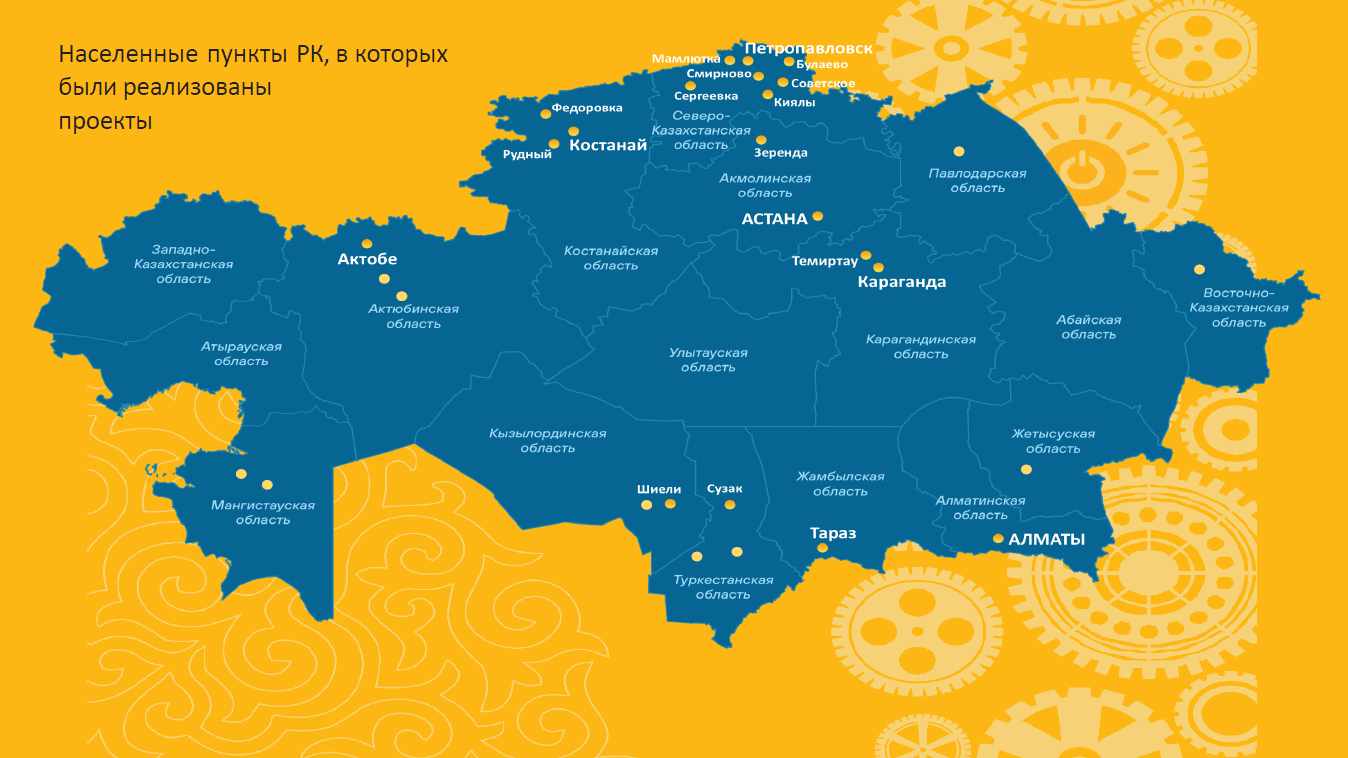 Населенные пункты РК, в которых
были реализованы
проекты
Петропавловск
Мамлютка
Булаево
Смирново
Советское
Сергеевка
Киялы
Федоровка
Северо-
Казахстанская
область
Костанай
Рудный
Зеренда
Павлодарская
область
Акмолинская
область
АСТАНА
Западно-
Казахстанская
область
Актобе
Костанайская
область
Темиртау
Караганда
Восточно-
Казахстанская
область
Актюбинская
область
Абайская
область
Атырауская
область
Карагандинская
область
Улытауская
область
Кызылординская
область
Жетысуская
область
Жамбылская
область
Шиели
Сузак
Мангистауская
область
Алматинская
область
Тараз
АЛМАТЫ
Туркестанская
область